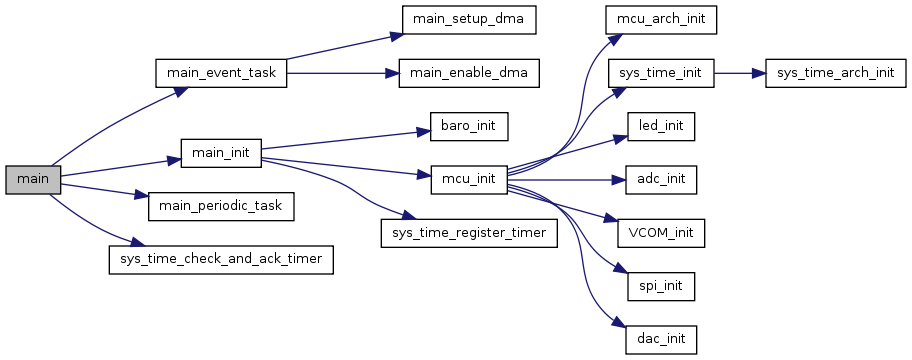 main_setup_dma
mcu_arch_init
main_event_task
main_enable_dma
sys_time_init
sys_time_arch_init
baro_init
led_init
main_init
main
mcu_init
adc_init
main_periodic_task
sys_time_register_timer
VCOM_init
sys_time_check_and_ack_timer
spi_init
dac_init